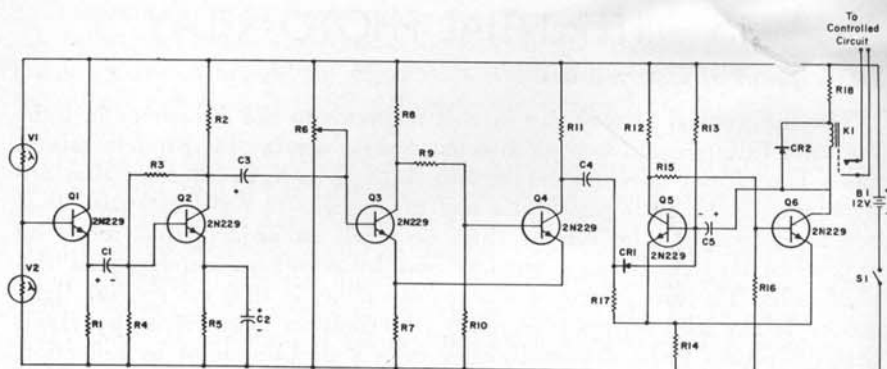 To
Controlled
Circuit
V1
V2
Q1
2N229
R1
C1
+ -
R3
R4
R2
Q2
2N229
R5
C3
+
+
C2
-
R6
R8
R9
Q3
2N229
R7
R10
R11
Q4
2N229
C4
R12
R13
R15
Q5
2N229
- +
C5
CR1
R17
R14
R16
Q6
2N229
CR2
R18
K1
B1
12V.
+
-
S1